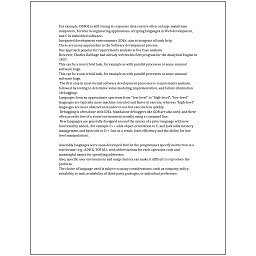 For example, COBOL is still strong in corporate data centers often on large mainframe
computers, Fortran in engineering applications, scripting languages in Web development,
and C in embedded software.
Integrated development environments (IDEs) aim to integrate all such help.
There are many approaches to the Software development process.
One approach popular for requirements analysis is Use Case analysis.
However, Charles Babbage had already written his first program for the Analytical Engine in
1837.
This can be a non-trivial task, for example as with parallel processes or some unusual
software bugs.
This can be a non-trivial task, for example as with parallel processes or some unusual
software bugs.
The first step in most formal software development processes is requirements analysis,
followed by testing to determine value modeling, implementation, and failure elimination
(debugging).
Languages form an approximate spectrum from "low-level" to "high-level"; "low-level"
languages are typically more machine-oriented and faster to execute, whereas "high-level"
languages are more abstract and easier to use but execute less quickly.
Debugging is often done with IDEs. Standalone debuggers like GDB are also used, and these
often provide less of a visual environment, usually using a command line.
New languages are generally designed around the syntax of a prior language with new
functionality added, (for example C++ adds object-orientation to C, and Java adds memory
management and bytecode to C++, but as a result, loses efficiency and the ability for low-
level manipulation).
Assembly languages were soon developed that let the programmer specify instruction in a
text format (e.g., ADD X, TOTAL), with abbreviations for each operation code and
meaningful names for specifying addresses.
Also, specific user environment and usage history can make it difficult to reproduce the
problem.
The choice of language used is subject to many considerations, such as company policy,
suitability to task, availability of third-party packages, or individual preference.